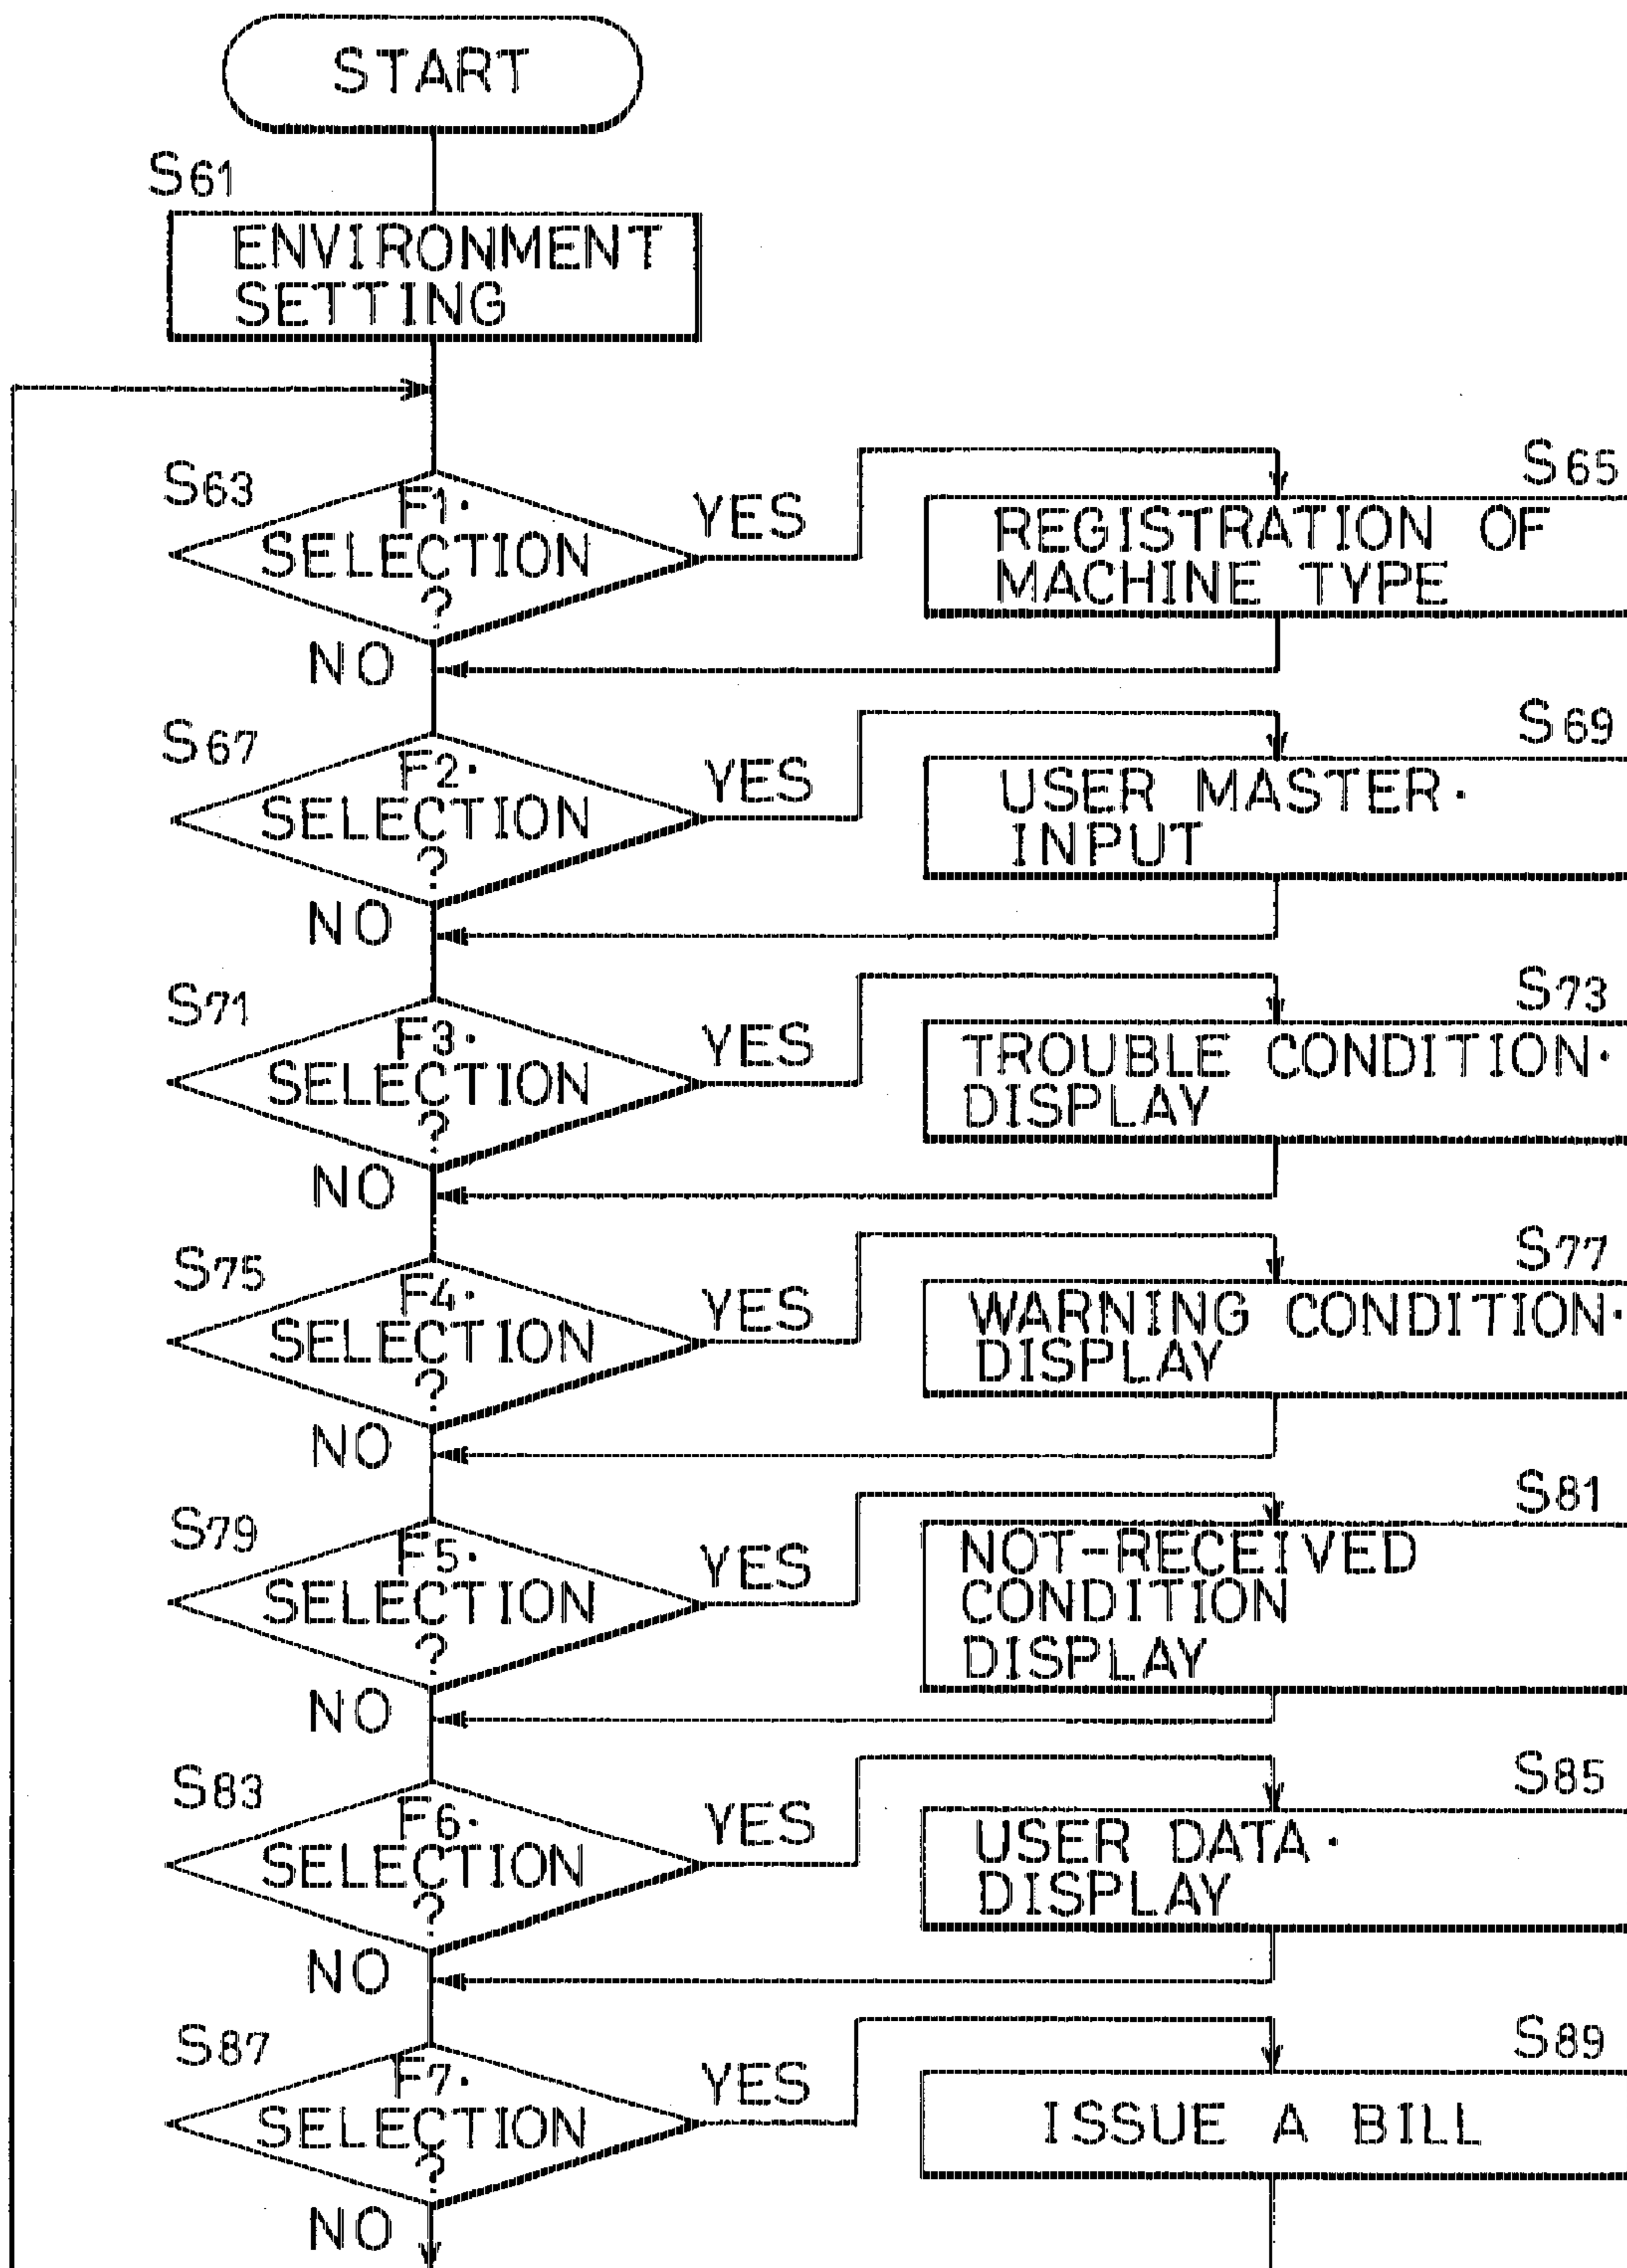 START
S61
ENVIRONMENT
SETTING
S63
F1·
SELECTION
?
YES
NO
S65
REGISTRATION OF
MACHINE TYPE
S67
F2·
SELECTION
?
YES
NO
S69
USER MASTER·
INPUT
S71
F3·
SELECTION
?
YES
NO
S73
TROUBLE CONDITION·
DISPLAY
S75
F4·
SELECTION
?
YES
NO
S77
WARNING CONDITION·
DISPLAY
S79
F5·
SELECTION
?
YES
NO
S81
NOT-RECEIVED
CONDITION
DISPLAY
S83
F6·
SELECTION
?
YES
NO
S85
USER DATA·
DISPLAY
S87
F7·
SELECTION
?
YES
NO
S89
ISSUE A BILL